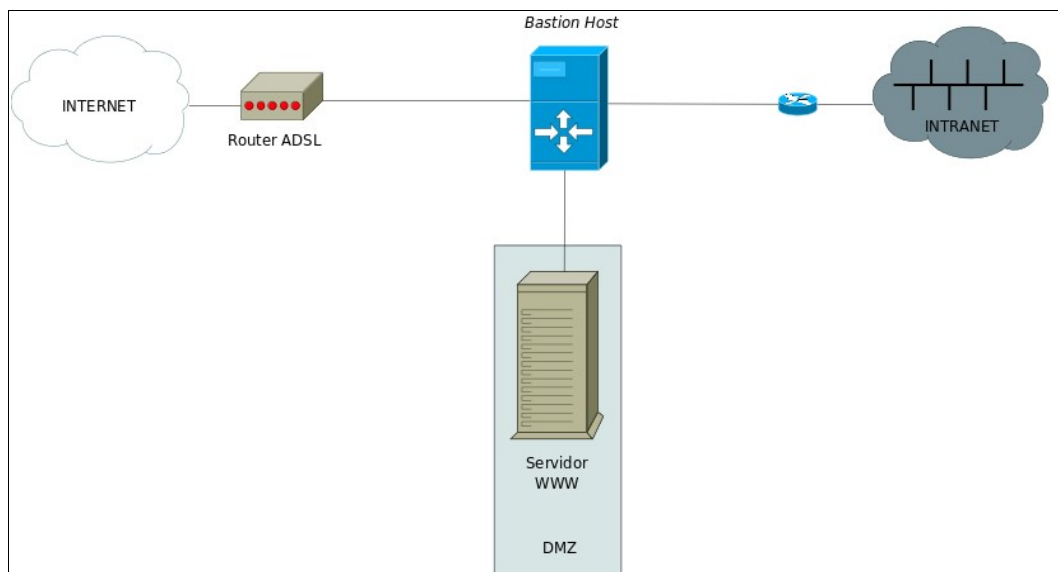 Bastion Host
INTERNET
Router ADSL
INTRANET
Servidor
WWW
DMZ